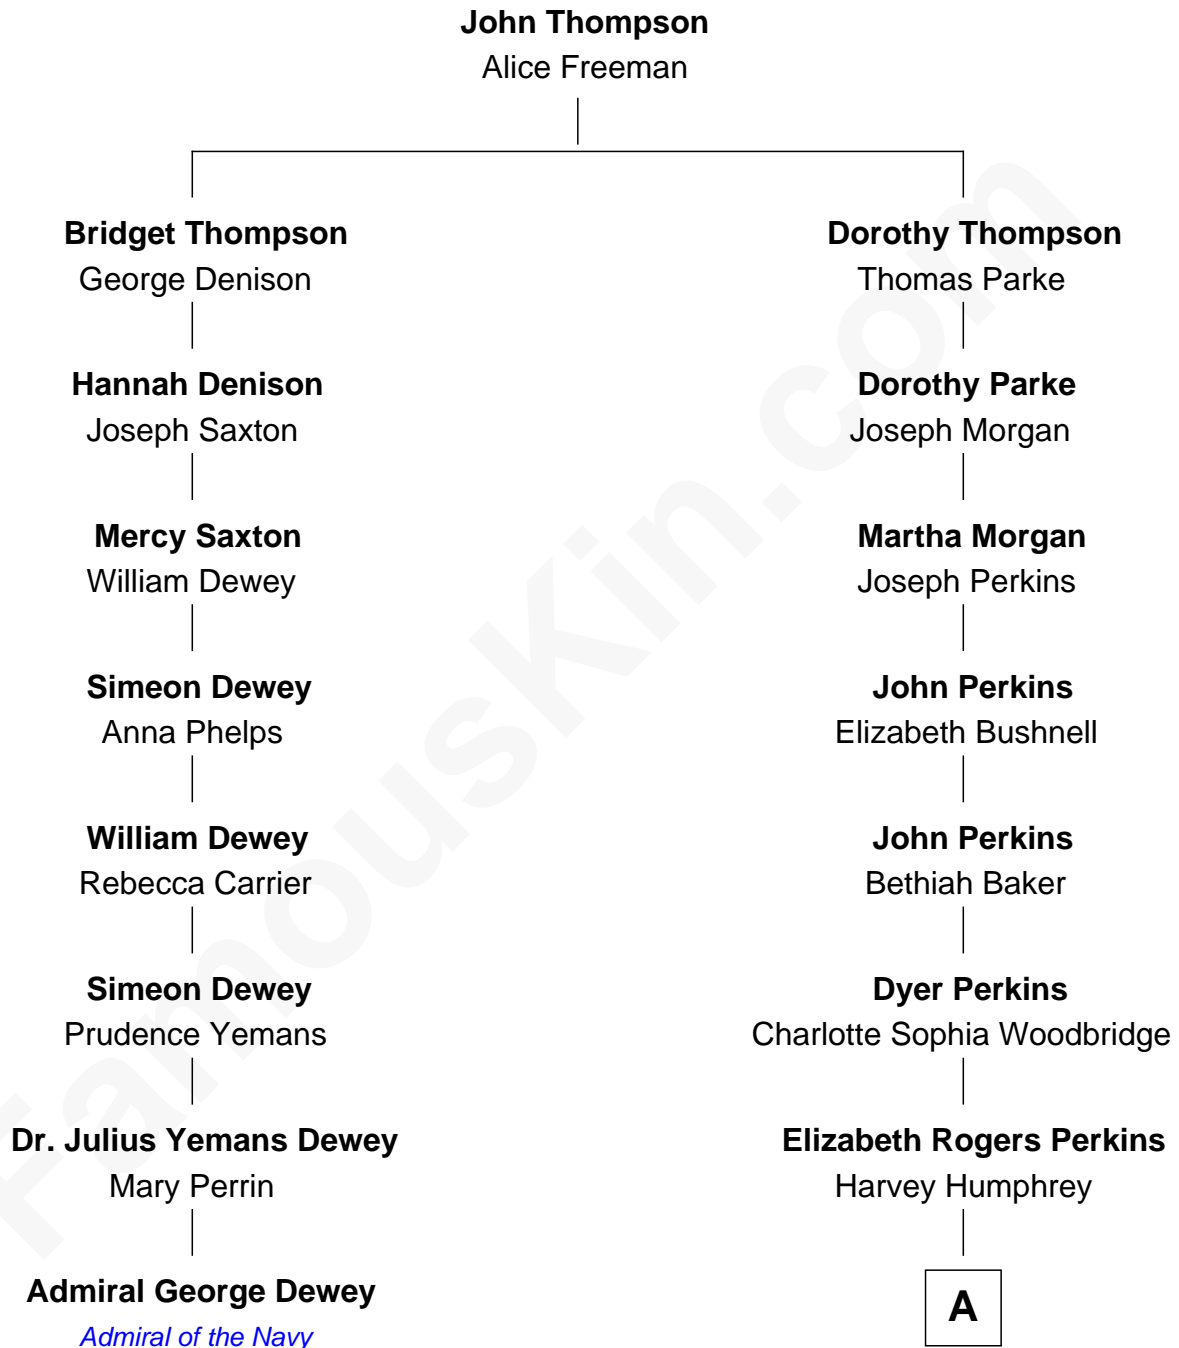 John Thompson
Alice Freeman
Bridget Thompson
George Denison
Dorothy Thompson
Thomas Parke
Hannah Denison
Joseph Saxton
Dorothy Parke
Joseph Morgan
Mercy Saxton
William Dewey
Martha Morgan
Joseph Perkins
Simeon Dewey
Anna Phelps
John Perkins
Elizabeth Bushnell
William Dewey
Rebecca Carrier
John Perkins
Bethiah Baker
Simeon Dewey
Prudence Yemans
Dyer Perkins
Charlotte Sophia Woodbridge
Dr. Julius Yemans Dewey
Mary Perrin
Elizabeth Rogers Perkins
Harvey Humphrey
Admiral George Dewey
Admiral of the Navy
A
FamousKin.com